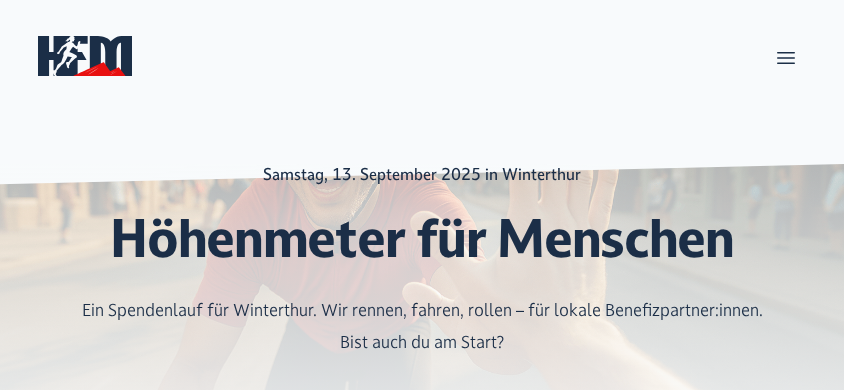 HFM
Samstag, 13. September 2025 in Winterthur
Höhenmeter für Menschen
Ein Spendenlauf für Winterthur. Wir rennen, fahren, rollen – für lokale Benefizpartner:innen.
Bist auch du am Start?